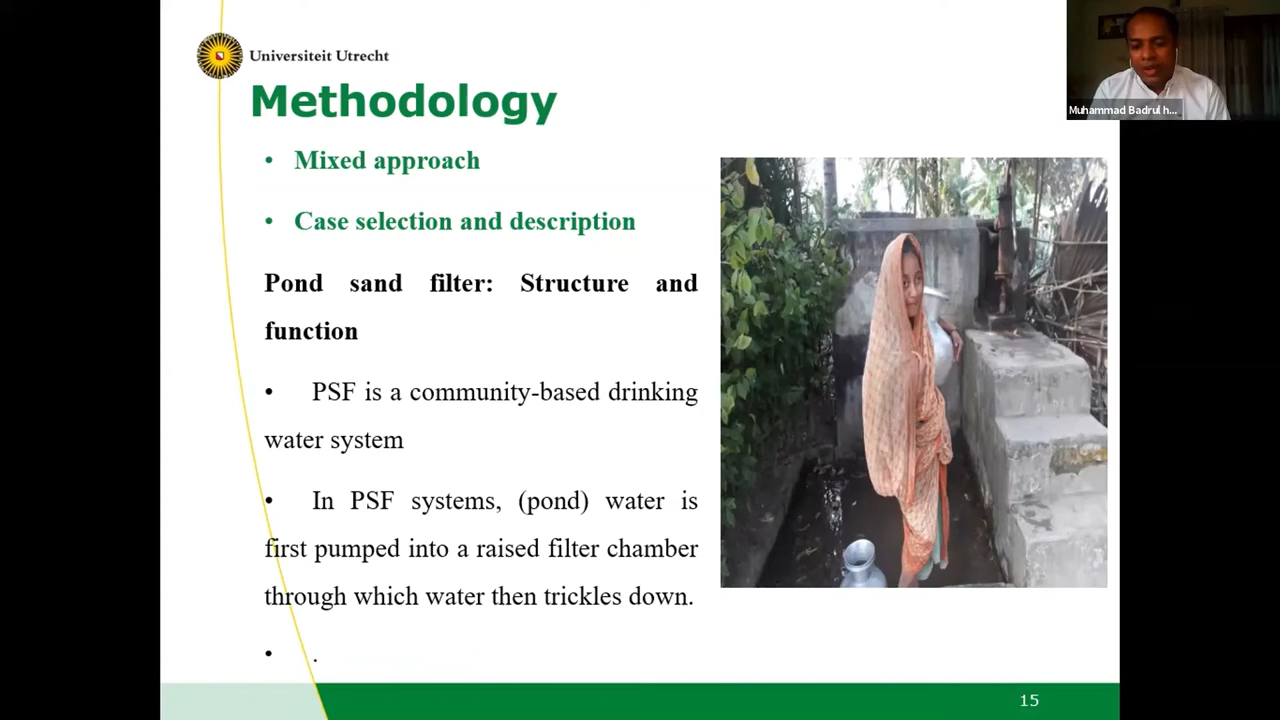 Universiteit Utrecht
Methodology
• Mixed approach
• Case selection and description
Pond sand filter: Structure and
function
• PSF is a community-based drinking
water system
• In PSF systems, (pond) water is
first pumped into a raised filter chamber
through which water then trickles down.
• .
15
Muhammad Badrul h...